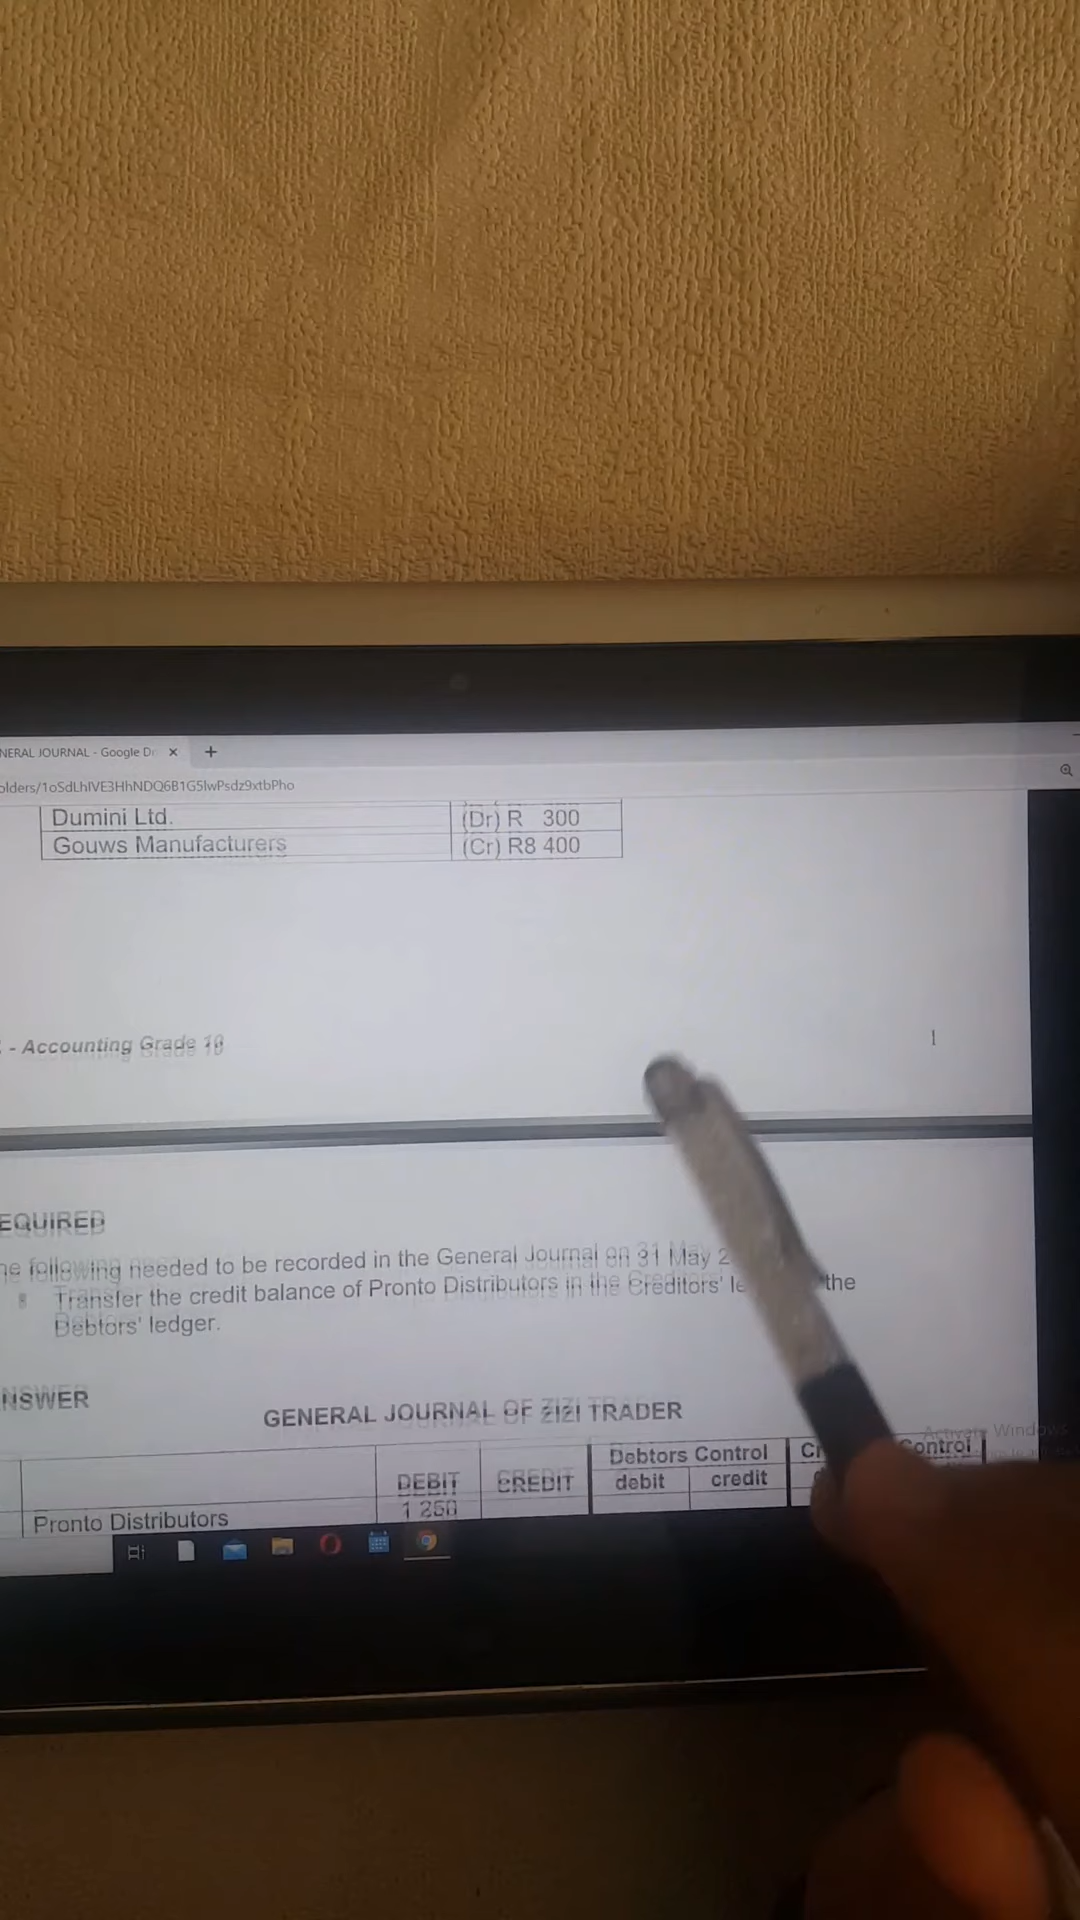 NERAL JOURNAL - Google Dr × +
olders/1oSdLhIVE3HhNDQ6B1G5lwPsdz9xtbPho
Dumini Ltd. (Dr) R 300
Gouws Manufacturers (Cr) R8 400
- Accounting Grade 10
1
EQUIRED
he following needed to be recorded in the General Journal on 31 May 2
Transfer the credit balance of Pronto Distributors in the Creditors' le the
Debtors' ledger.
NSWER
GENERAL JOURNAL OF ZIZI TRADER
Activate Windows
DEBIT CREDIT Debtors Control Control
debit credit
Pronto Distributors 1 250